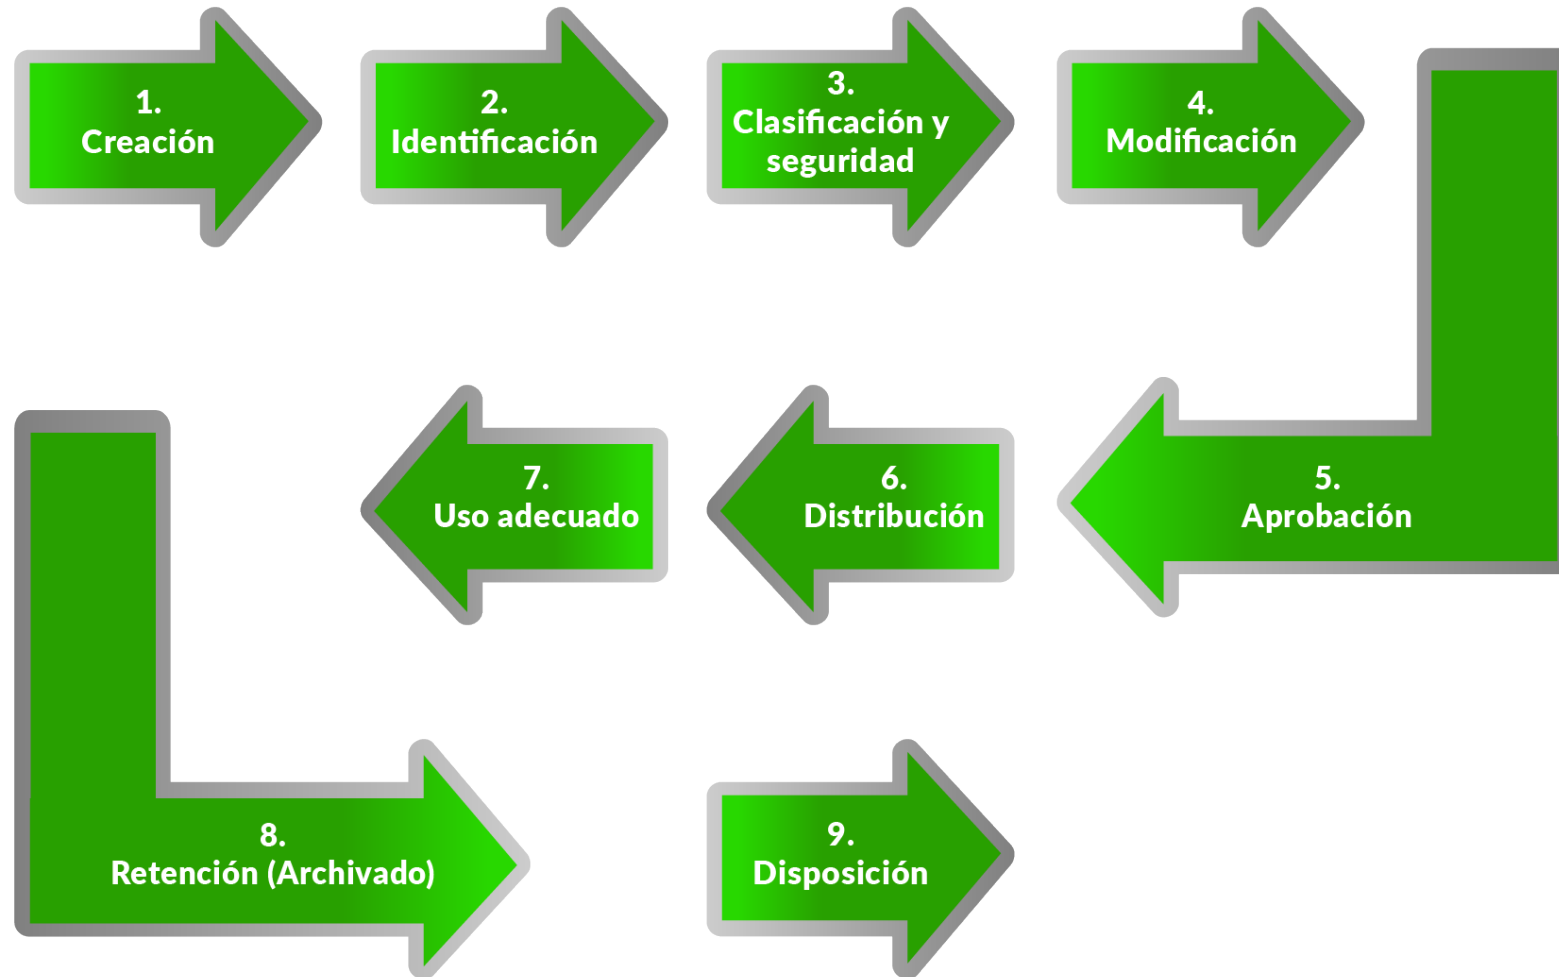 1.
Creación
2.
Identificación
3.
Clasificación y
seguridad
4.
Modificación
5.
Aprobación
6.
Distribución
7.
Uso adecuado
8.
Retención (Archivado)
9.
Disposición